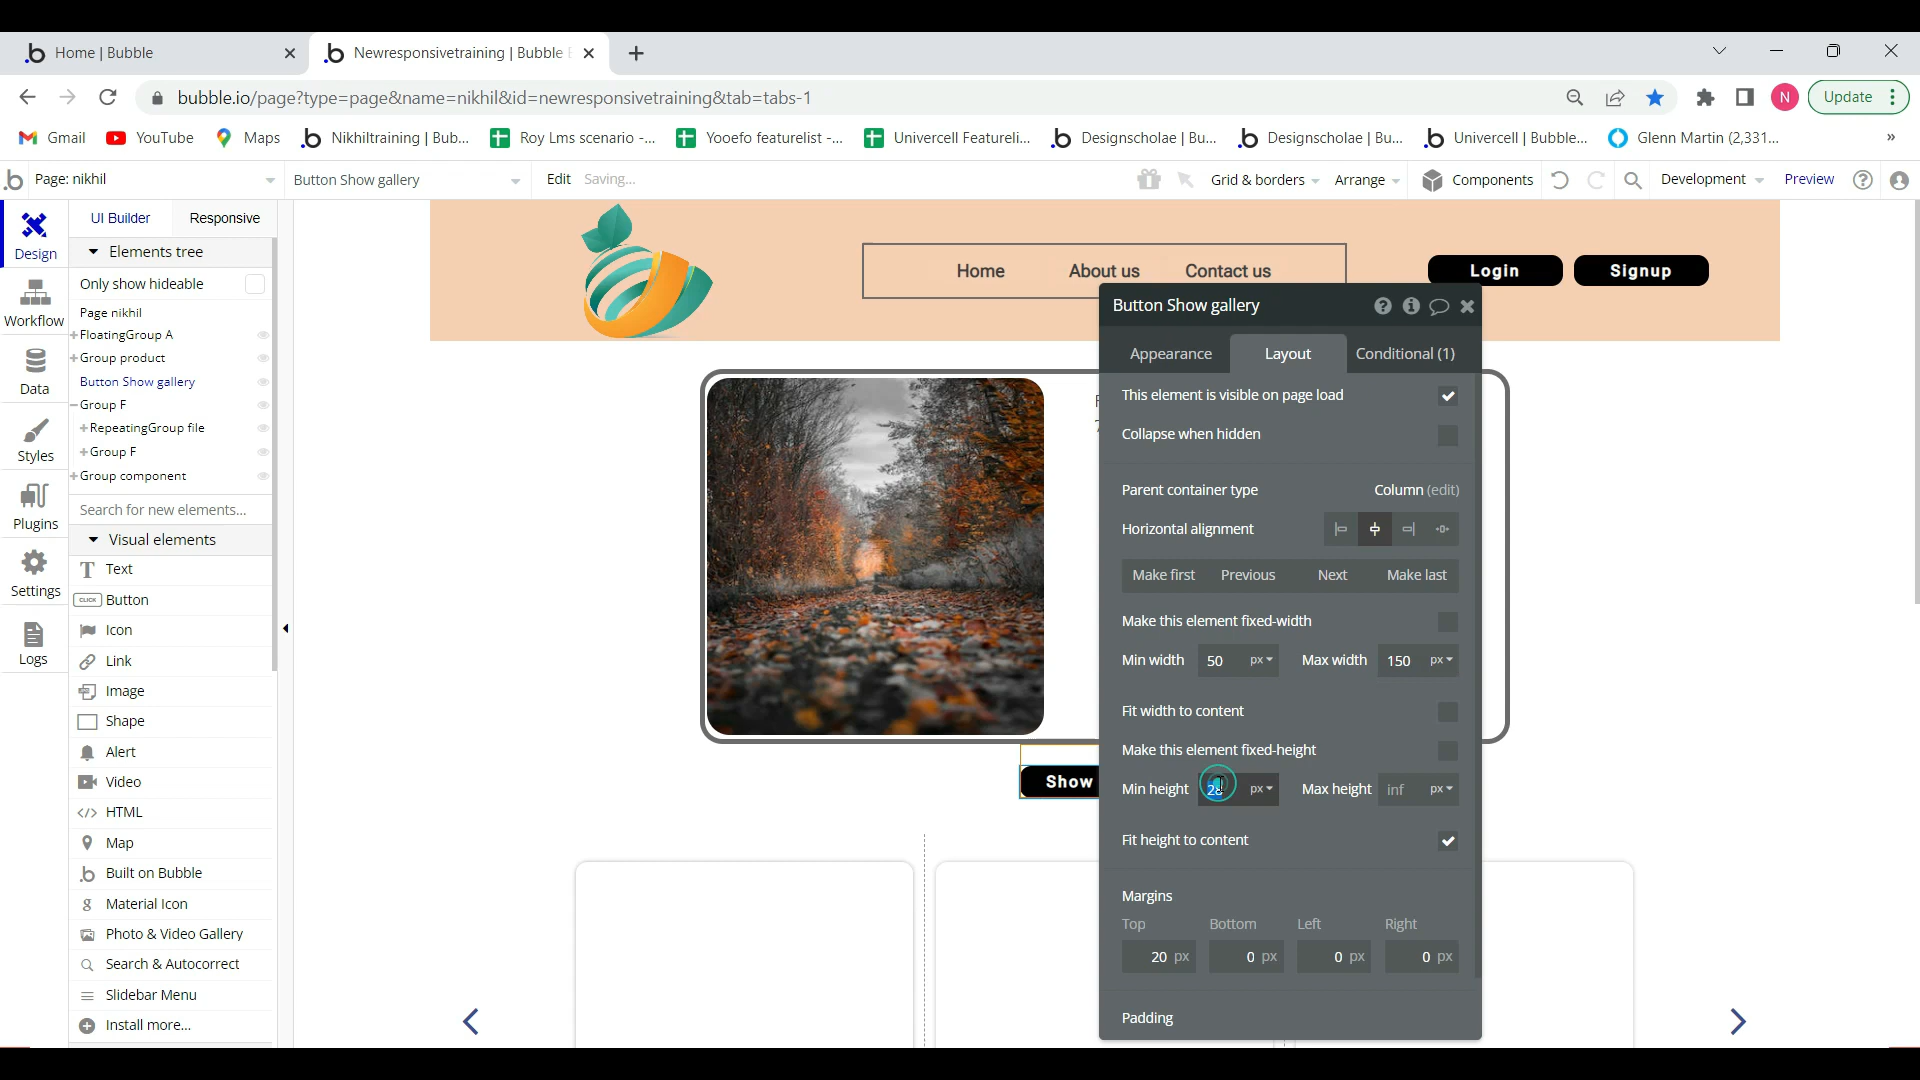 Home | Bubble
Newresponsivetraining | Bubble
bubble.io/page?type=page&name=nikhil&id=newresponsivetraining&tab=tabs-1
N
Update
Gmail
YouTube
Maps
Nikhiltraining | Bub...
Roy Lms scenario -...
Yooefo featurelist -...
Univercell Featureli...
Designscholae | Bu...
Designscholae | Bu...
Univercell | Bubble...
Glenn Martin (2,331...
»
Page: nikhil
Button Show gallery
Edit
Saving...
Grid & borders
Arrange
Components
Development
Preview
Design
Workflow
Data
Styles
Plugins
Settings
Logs
UI Builder
Responsive
Elements tree
Only show hideable
Page nikhil
+FloatingGroup A
+Group product
Button Show gallery
-Group F
+RepeatingGroup file
+Group F
+Group component
Search for new elements...
Visual elements
Text
CLICK Button
Icon
Link
Image
Shape
Alert
Video
HTML
Map
Built on Bubble
Material Icon
Photo & Video Gallery
Search & Autocorrect
Slidebar Menu
Install more...
Home
About us
Contact us
Login
Signup
Show
Button Show gallery
Appearance
Layout
Conditional (1)
This element is visible on page load
Collapse when hidden
Parent container type
Column (edit)
Horizontal alignment
Make first
Previous
Next
Make last
Make this element fixed-width
Min width
50 px
Max width
150 px
Fit width to content
Make this element fixed-height
Min height
px
Max height
inf px
Fit height to content
Margins
Top
Bottom
Left
Right
20 px
0 px
0 px
0 px
Padding